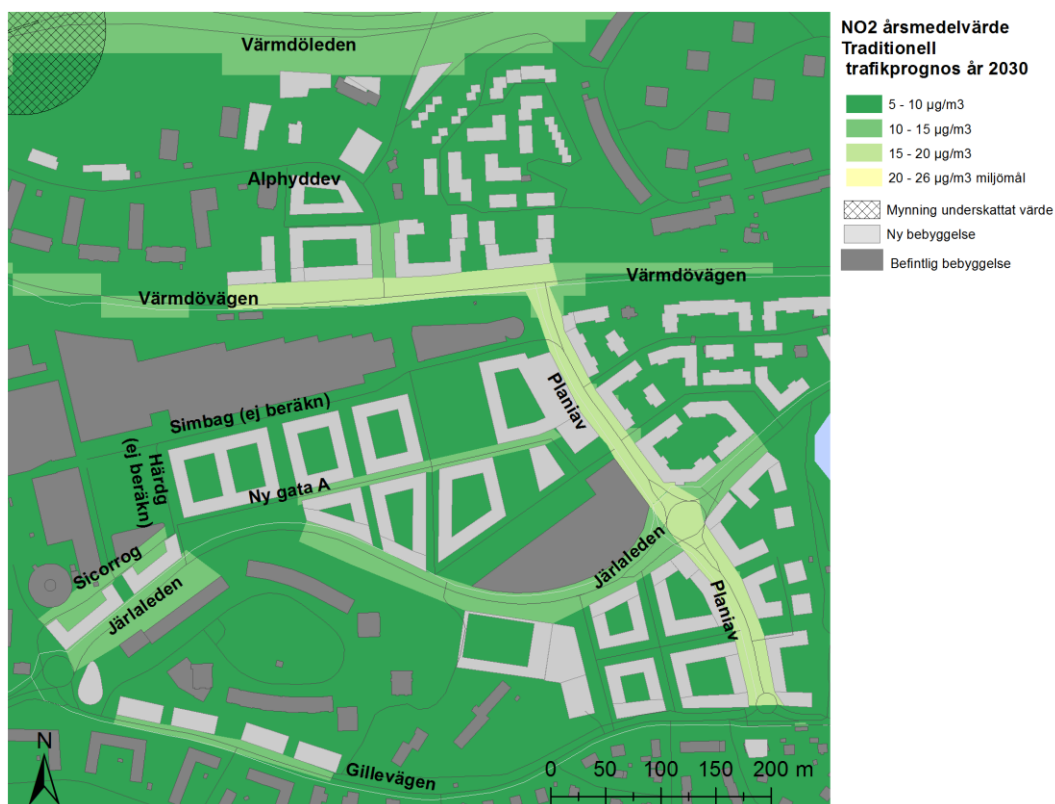 NO2 årsmedelvärde
Traditionell
trafikprognos år 2030
5 - 10 µg/m3
10 - 15 µg/m3
15 - 20 µg/m3
20 - 26 µg/m3 miljömål
Mynning underskattat värde
Ny bebyggelse
Befintlig bebyggelse
Värmdöleden
Alphyddev
Värmdövägen
Värmdövägen
Planiav
Simbag (ej beräkn)
Härdg
(ej beräkn)
Ny gata A
Sicorrog
Järlaleden
Järlaleden
Planiav
Gillevägen
N
0 50 100 150 200 m